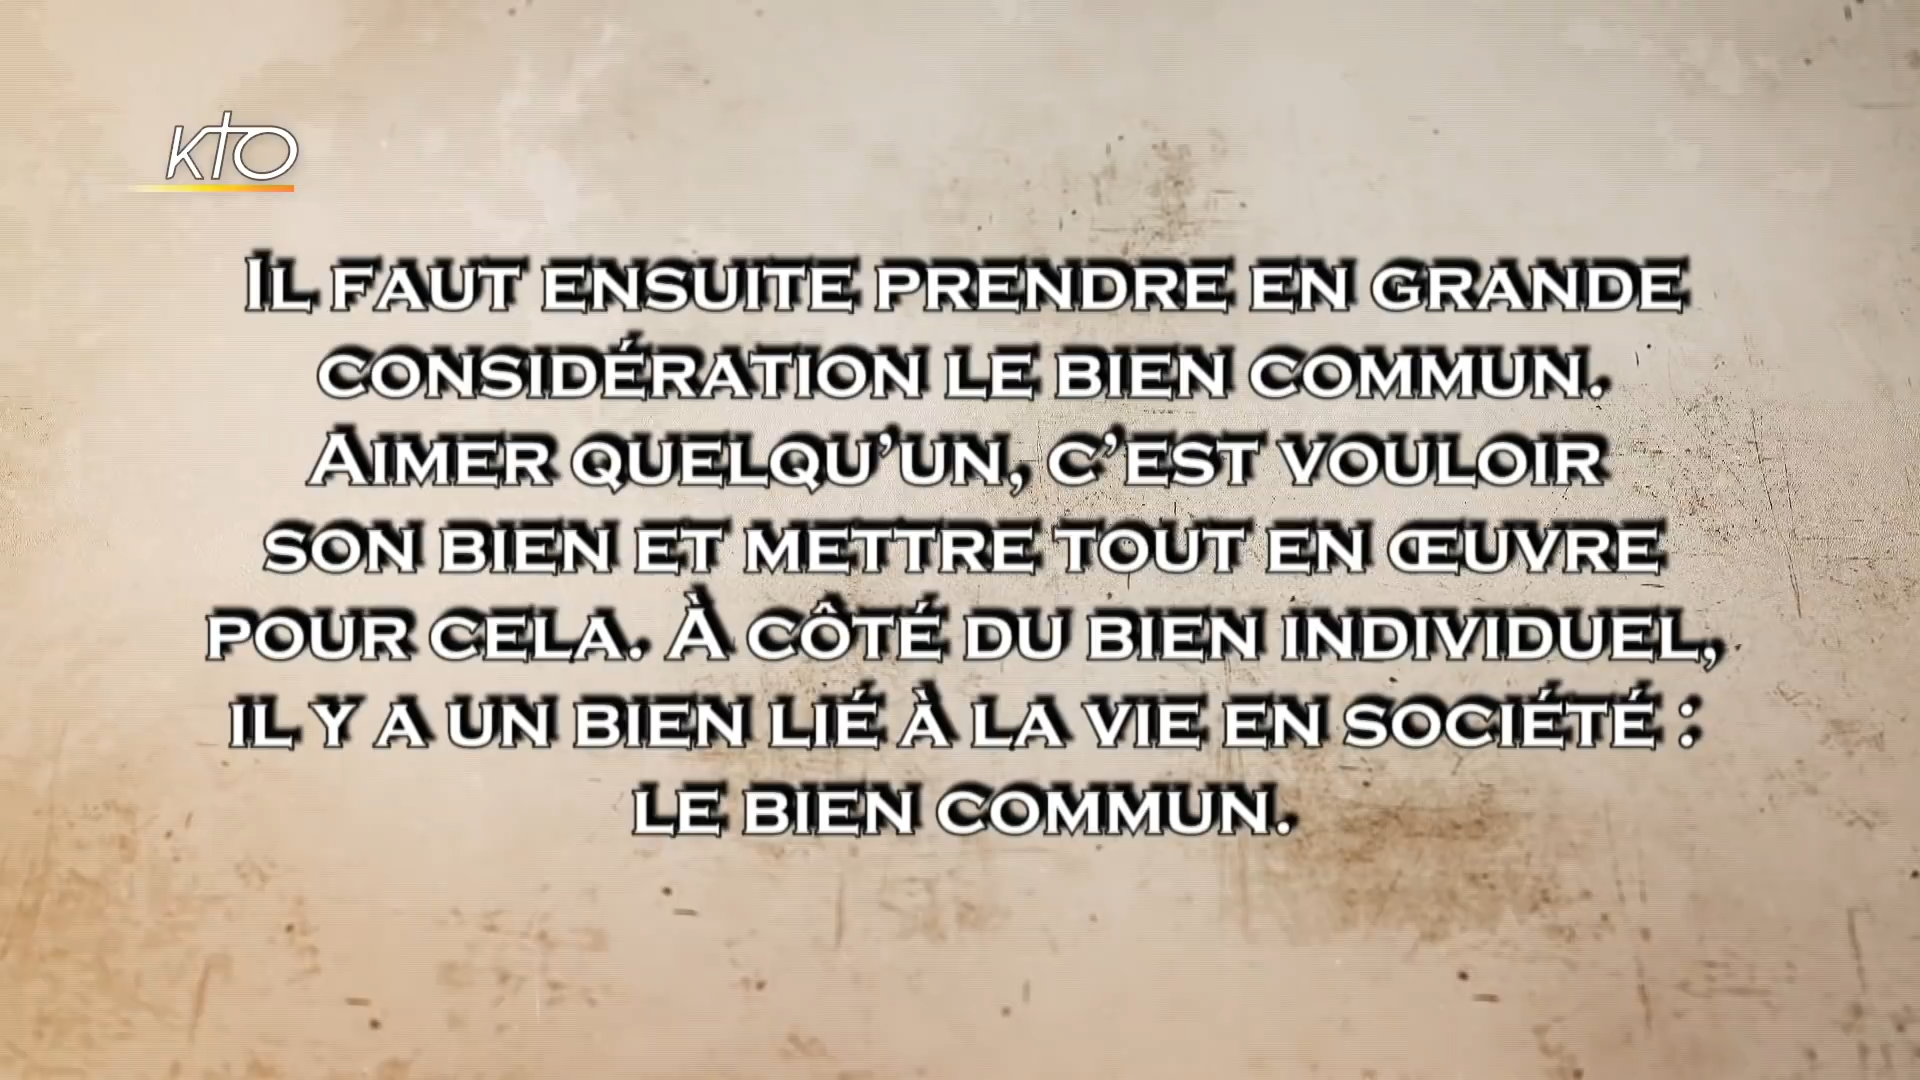 KTO
Il faut ensuite prendre en grande
considération le bien commun.
Aimer quelqu’un, c’est vouloir
son bien et mettre tout en œuvre
pour cela. À côté du bien individuel,
il y a un bien lié à la vie en société :
le bien commun.